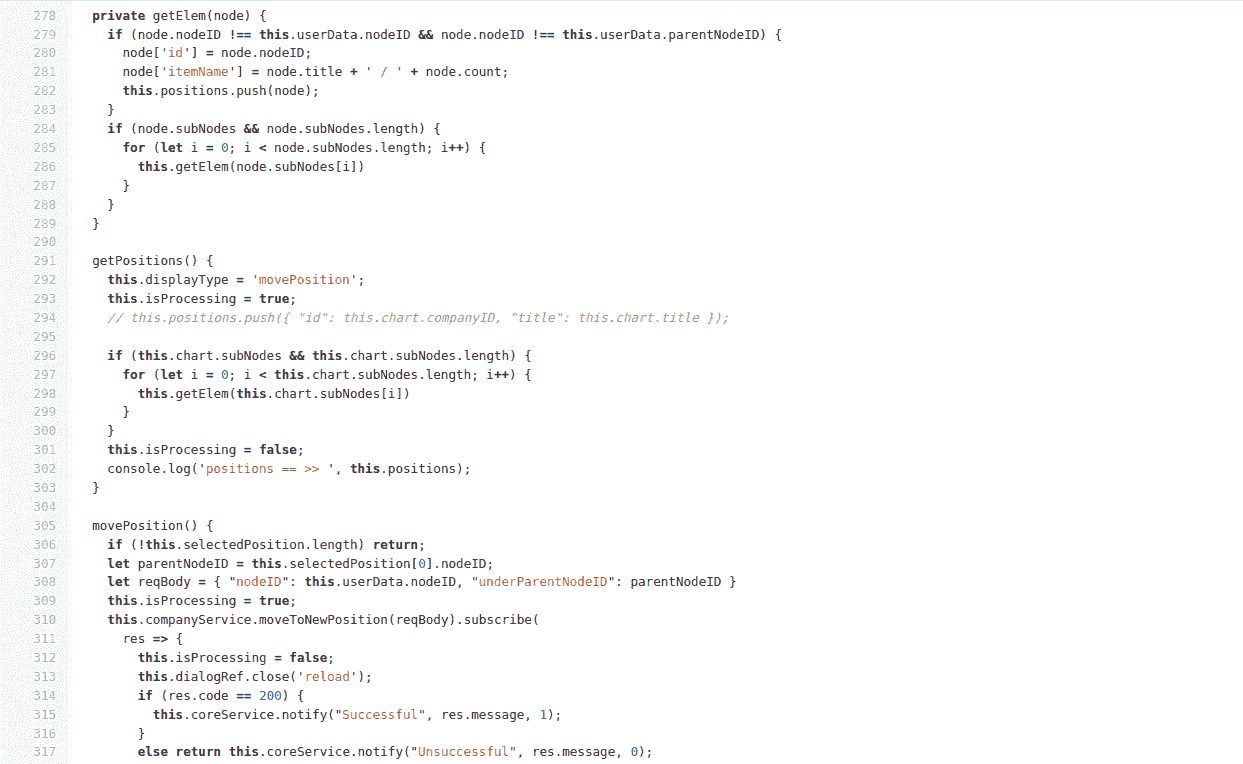 278 private getElem(node) {
279 if (node.nodeID !== this.userData.nodeID && node.nodeID !== this.userData.parentNodeID) {
280 node['id'] = node.nodeID;
281 node['itemName'] = node.title + ' / ' + node.count;
282 this.positions.push(node);
283 }
284 if (node.subNodes && node.subNodes.length) {
285 for (let i = 0; i < node.subNodes.length; i++) {
286 this.getElem(node.subNodes[i])
287 }
288 }
289 }
290
291 getPositions() {
292 this.displayType = 'movePosition';
293 this.isProcessing = true;
294 // this.positions.push({ "id": this.chart.companyID, "title": this.chart.title });
295
296 if (this.chart.subNodes && this.chart.subNodes.length) {
297 for (let i = 0; i < this.chart.subNodes.length; i++) {
298 this.getElem(this.chart.subNodes[i])
299 }
300 }
301 this.isProcessing = false;
302 console.log('positions == >> ', this.positions);
303 }
304
305 movePosition() {
306 if (!this.selectedPosition.length) return;
307 let parentNodeID = this.selectedPosition[0].nodeID;
308 let reqBody = { "nodeID": this.userData.nodeID, "underParentNodeID": parentNodeID }
309 this.isProcessing = true;
310 this.companyService.moveToNewPosition(reqBody).subscribe(
311 res => {
312 this.isProcessing = false;
313 this.dialogRef.close('reload');
314 if (res.code == 200) {
315 this.coreService.notify("Successful", res.message, 1);
316 }
317 else return this.coreService.notify("Unsuccessful", res.message, 0);